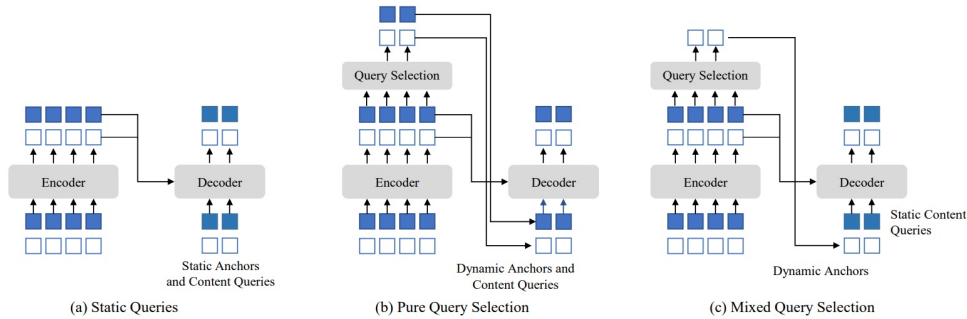 Query Selection
Query Selection
Encoder
Decoder
Encoder
Decoder
Encoder
Decoder
Static Content
Queries
Static Anchors
and Content Queries
Dynamic Anchors and
Content Queries
Dynamic Anchors
(a) Static Queries
(b) Pure Query Selection
(c) Mixed Query Selection